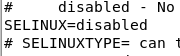 # disabled - No
SELINUX=disabled
# SELINUXTYPE= can t